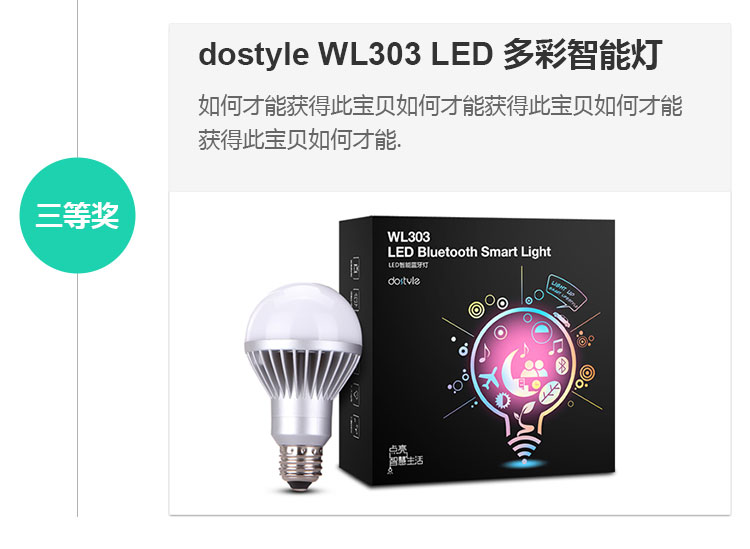 dostyle WL303 LED 多彩智能灯
如何才能获得此宝贝如何才能获得此宝贝如何才能
获得此宝贝如何才能.
三等奖
WL303
LED Bluetooth Smart Light
LED智能蓝牙灯
dostyle
LIGHT UP
SMART LIFESTYLE
点亮
智慧生活